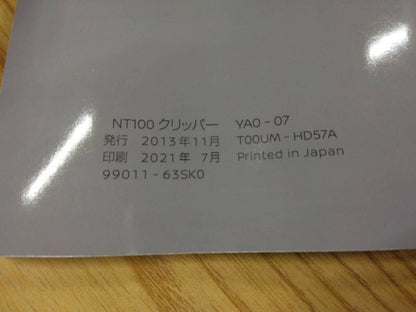 NT100 クリッパー YA0-07
発行 2013年11月 T00UM-HD57A
印刷 2021年 7月 Printed in Japan
99011-63SK0